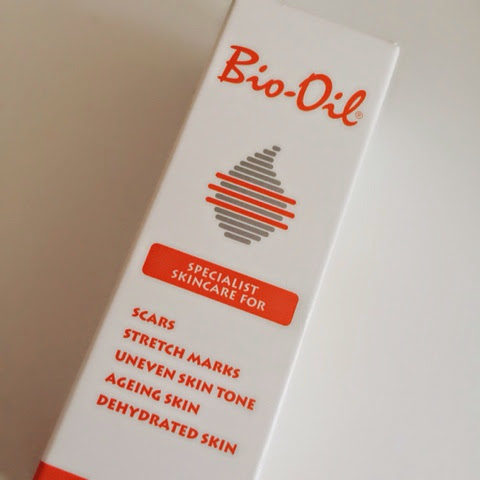 Bio-Oil®
SPECIALIST
SKINCARE FOR
SCARS
STRETCH MARKS
UNEVEN SKIN TONE
AGEING SKIN
DEHYDRATED SKIN